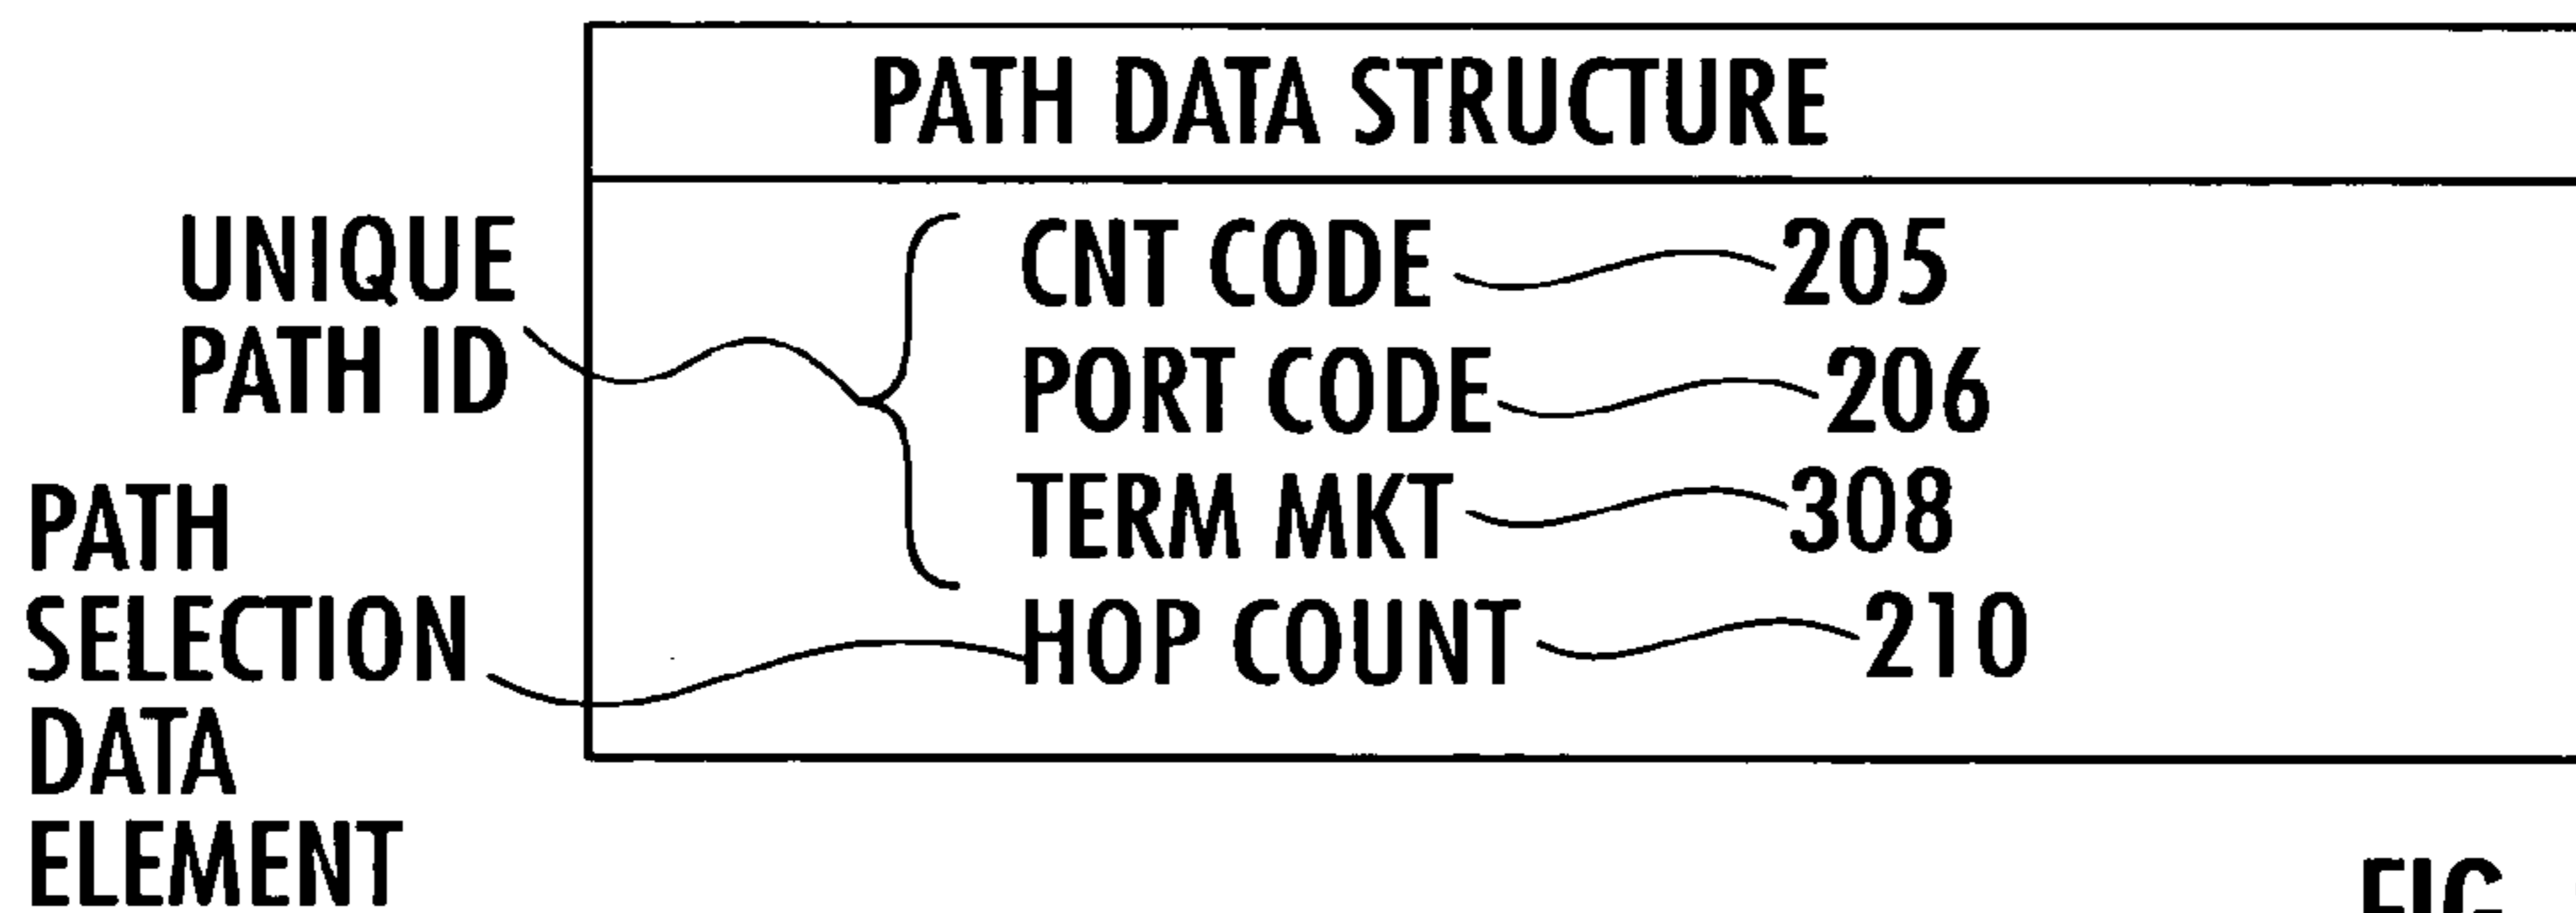 PATH DATA STRUCTURE
UNIQUE
PATH ID
CNT CODE 205
PORT CODE 206
TERM MKT 308
HOP COUNT 210
PATH
SELECTION
DATA
ELEMENT
FIG